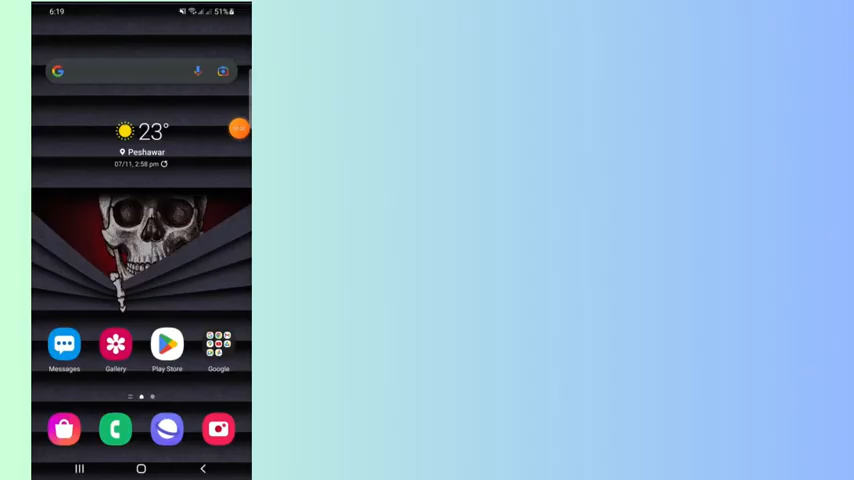 6:19
51%
23°
Peshawar
07/11, 2:58 pm
Messages
Gallery
Play Store
Google